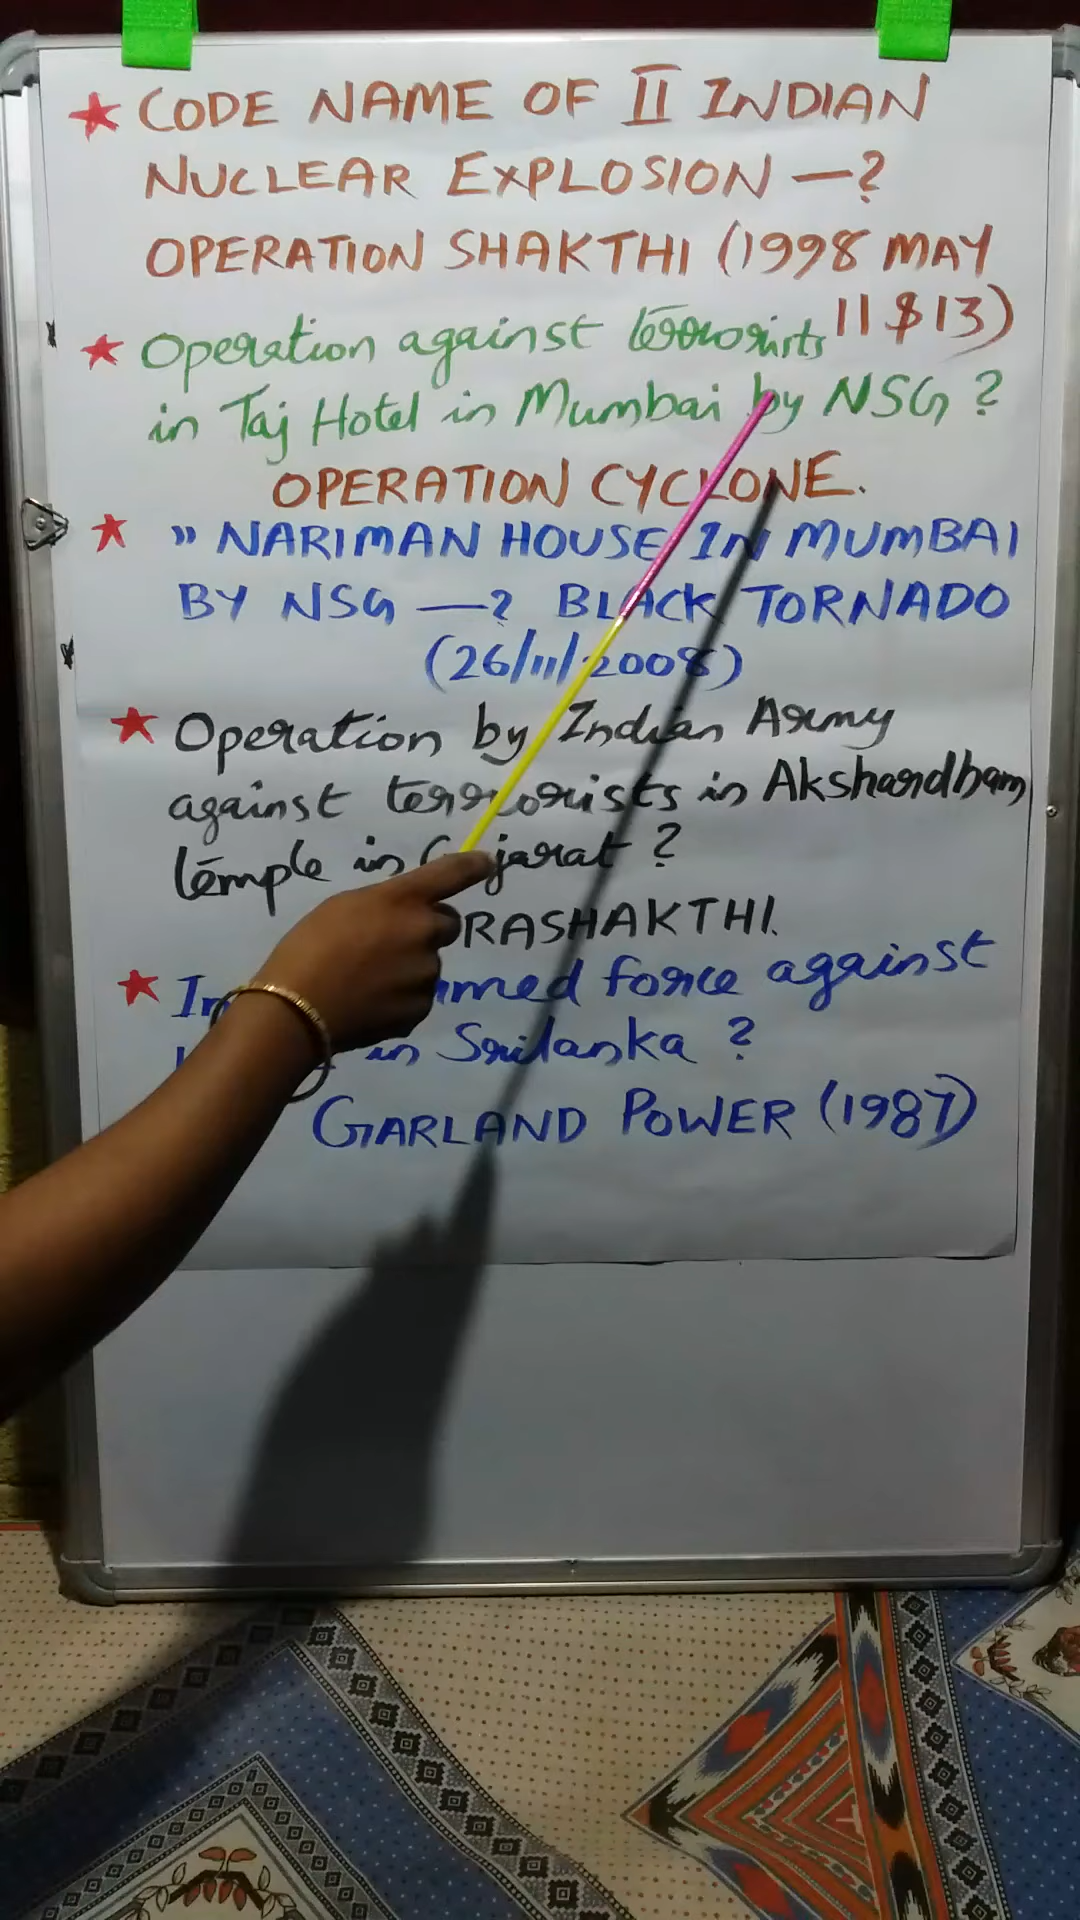 CODE NAME OF II INDIAN
NUCLEAR EXPLOSION —?
OPERATION SHAKTHI (1998 MAY
11 $ 13)
Operation against terrorists
in Taj Hotel in Mumbai by NSG ?
OPERATION CYCLONE.
" NARIMAN HOUSE IN MUMBAI
BY NSG —? BLACK TORNADO
(26/11/2008)
Operation by Indian Army
against terrorists in Akshardham
temple in Gujarat ?
RASHAKTHI.
force against
in Srilanka ?
GARLAND POWER (1987)